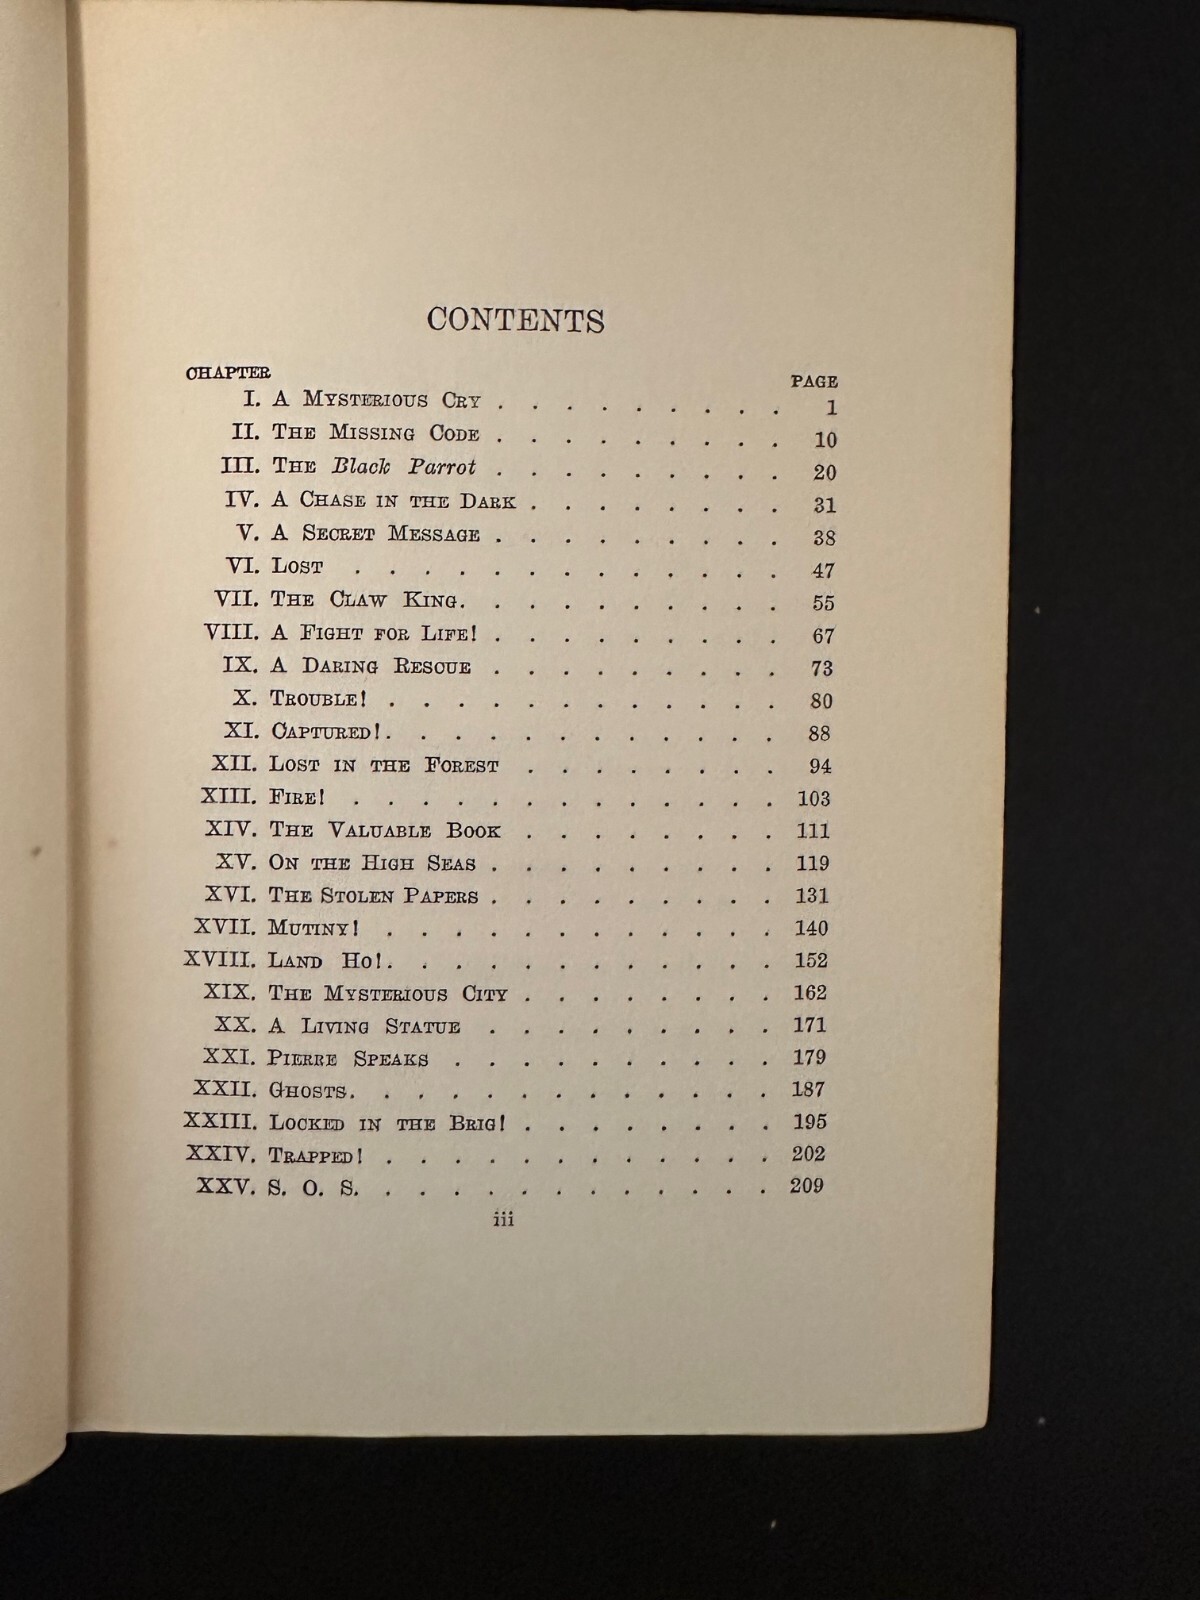 CONTENTS
CHAPTER PAGE
I. A Mysterious Cry . . . . . . . . . 1
II. The Missing Code . . . . . . . . . 10
III. The Black Parrot . . . . . . . . . 20
IV. A Chase in the Dark . . . . . . . . 31
V. A Secret Message . . . . . . . . . 38
VI. Lost . . . . . . . . . . . . . 47
VII. The Claw King. . . . . . . . . . 55
VIII. A Fight for Life! . . . . . . . . . 67
IX. A Daring Rescue . . . . . . . . . 73
X. Trouble! . . . . . . . . . . . . 80
XI. Captured!. . . . . . . . . . . . 88
XII. Lost in the Forest . . . . . . . . 94
XIII. Fire! . . . . . . . . . . . . . 103
XIV. The Valuable Book . . . . . . . . 111
XV. On the High Seas . . . . . . . . . 119
XVI. The Stolen Papers . . . . . . . . . 131
XVII. Mutiny! . . . . . . . . . . . . 140
XVIII. Land Ho!. . . . . . . . . . . . 152
XIX. The Mysterious City . . . . . . . . 162
XX. A Living Statue . . . . . . . . . 171
XXI. Pierre Speaks . . . . . . . . . . 179
XXII. Ghosts. . . . . . . . . . . . . 187
XXIII. Locked in the Brig! . . . . . . . . 195
XXIV. Trapped! . . . . . . . . . . . . 202
XXV. S. O. S. . . . . . . . . . . . . 209
iii